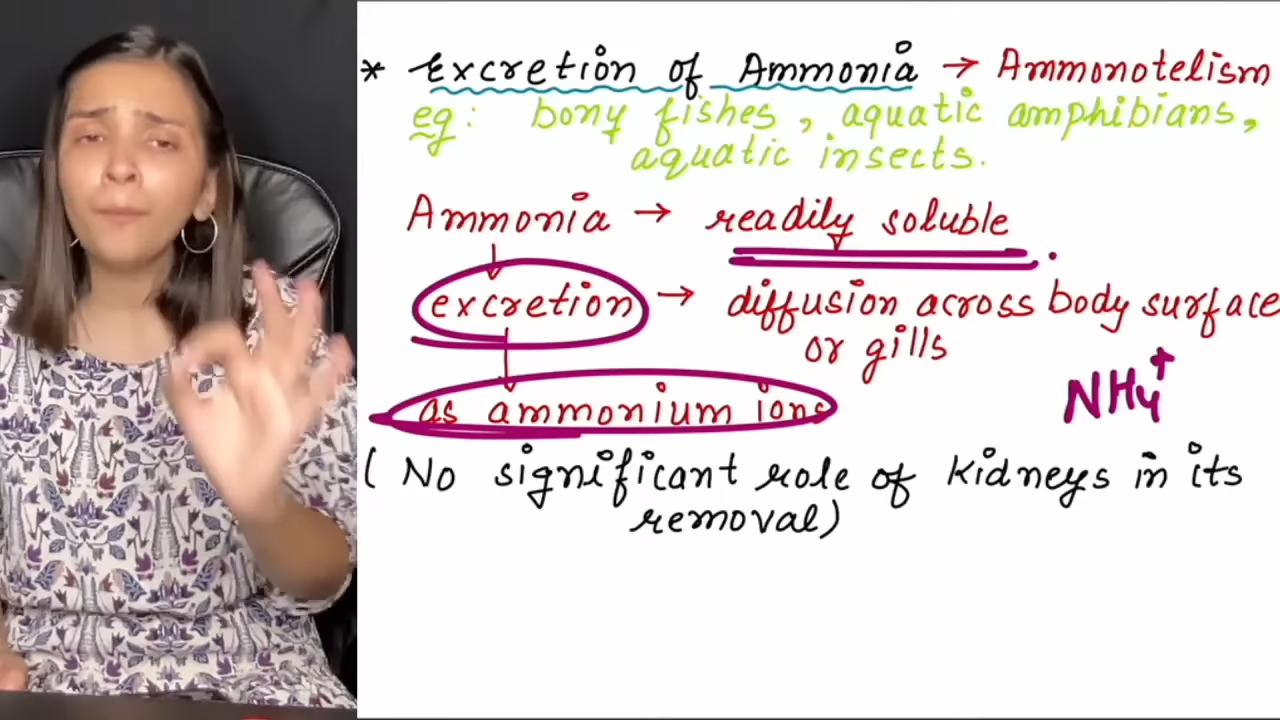 * Excretion of Ammonia → Ammonotelism
eg: bony fishes, aquatic amphibians,
aquatic insects.
Ammonia → readily soluble
excretion → diffusion across body surface
or gills
as ammonium ions
NH4+
( No significant role of kidneys in its
removal)